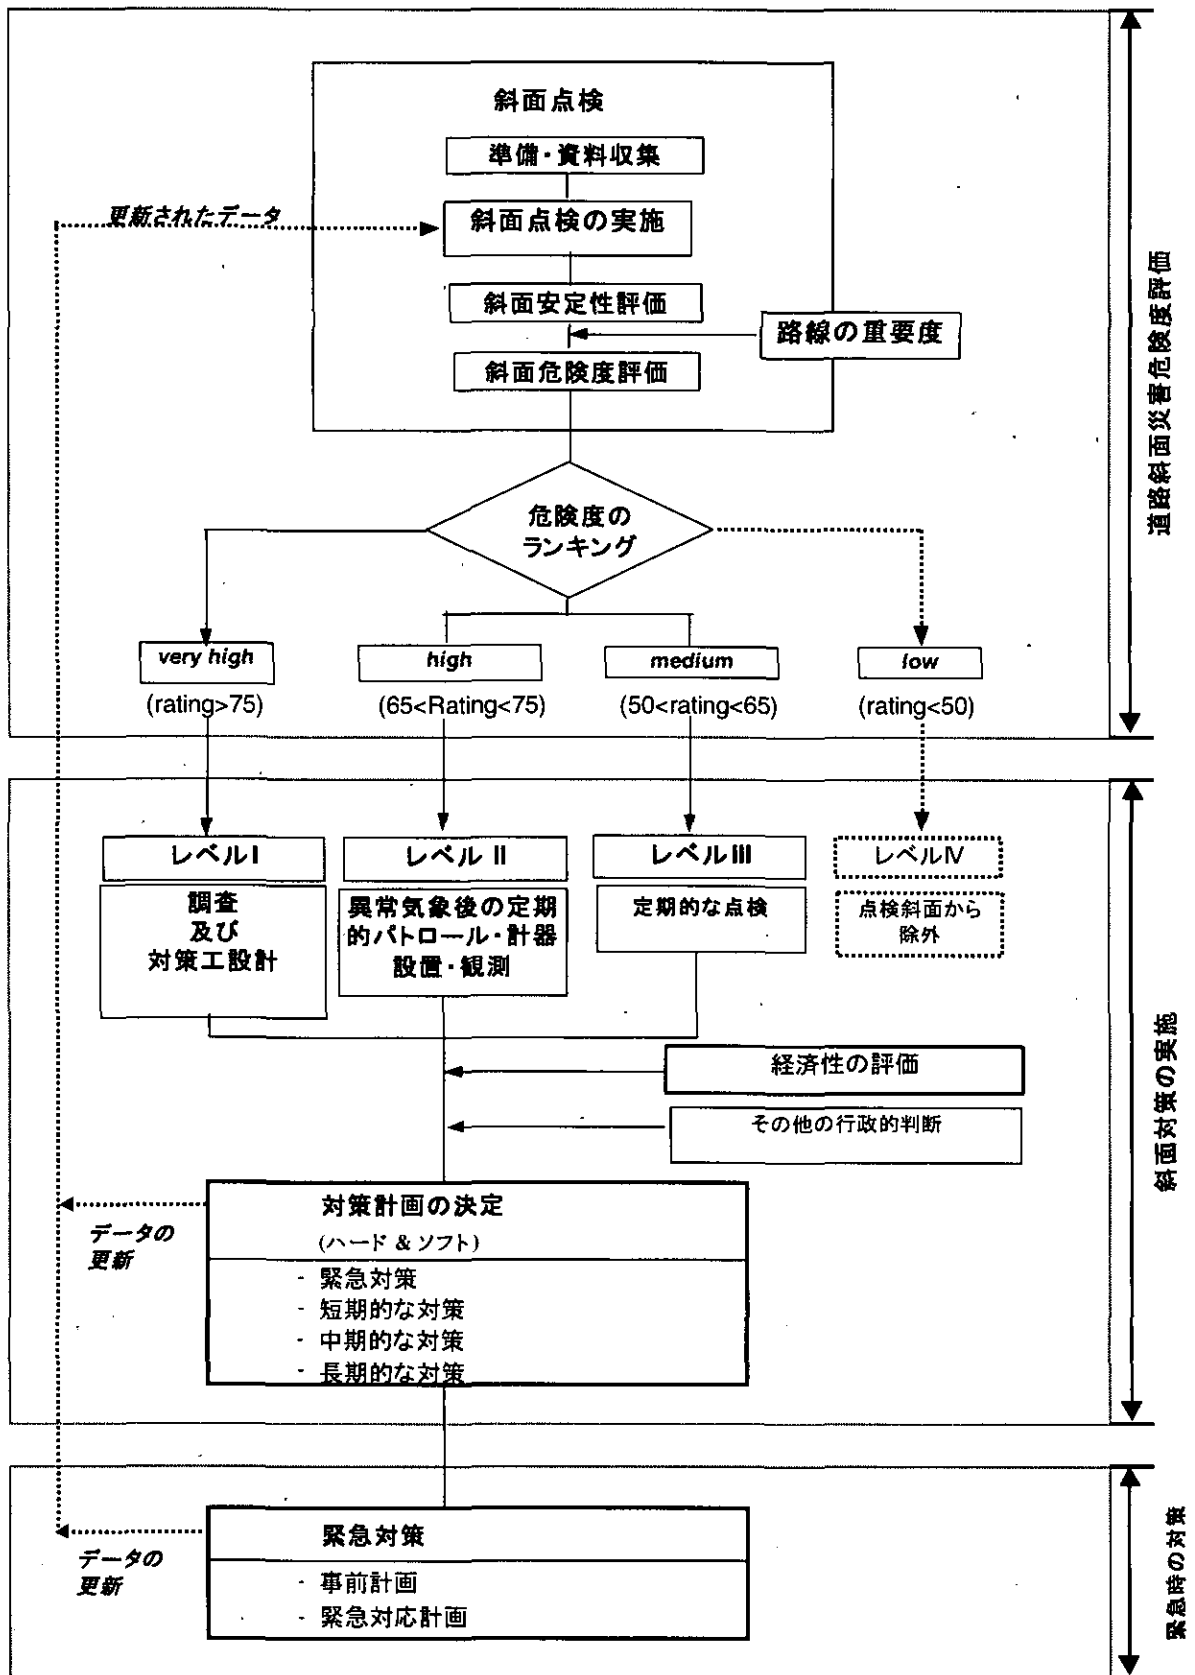 斜面点検
準備・資料収集
更新されたデータ
斜面点検の実施
斜面安定性評価
路線の重要度
斜面危険度評価
道路斜面災害危険度評価
危険度の
ランキング
very high
high
medium
low
(rating>75)
(65<Rating<75)
(50<rating<65)
(rating<50)
レベルI
レベル II
レベルIII
レベルIV
調査
及び
対策工設計
異常気象後の定期
的パトロール・計器
設置・観測
定期的な点検
点検斜面から
除外
経済性の評価
その他の行政的判断
斜面対策の実施
対策計画の決定
(ハード & ソフト)
データの
更新
- 緊急対策
- 短期的な対策
- 中期的な対策
- 長期的な対策
緊急対策
データの
更新
- 事前計画
- 緊急対応計画
緊急時の対策